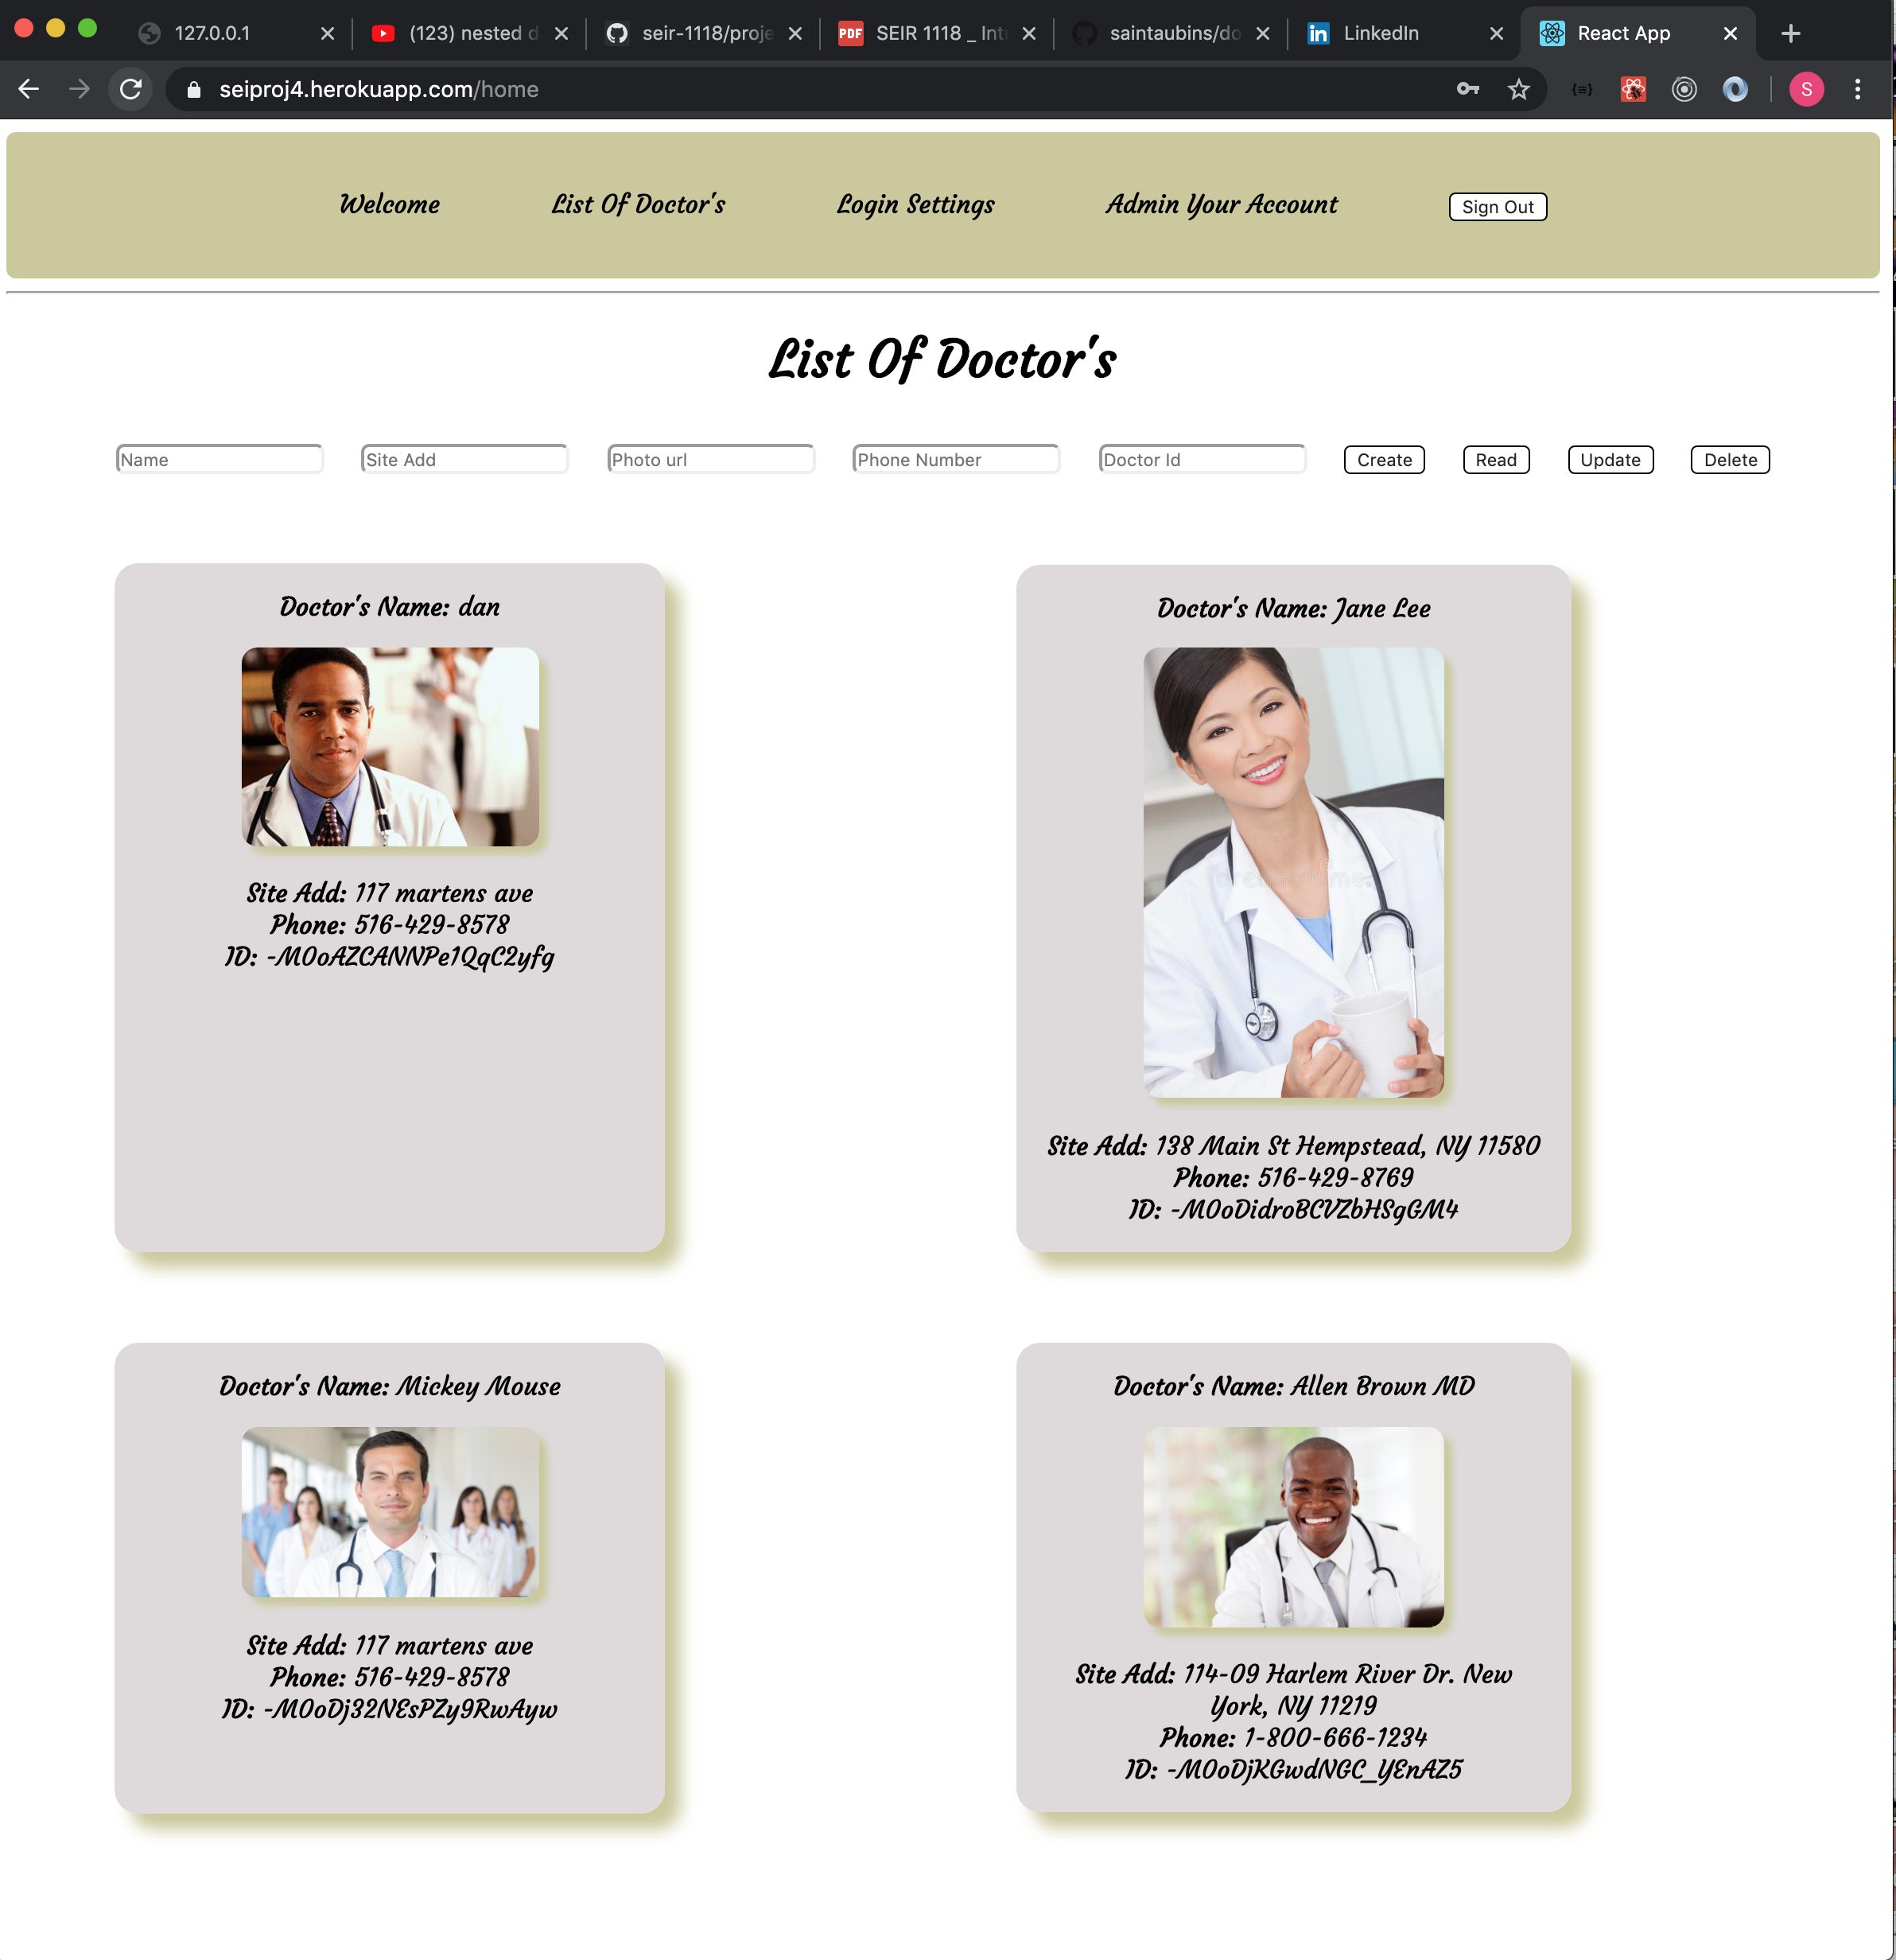 127.0.0.1
(123) nested d
seir-1118/proje
PDF
SEIR 1118 _ Int
saintaubins/do
in
LinkedIn
React App
seiproj4.herokuapp.com/home
S
Welcome
List Of Doctor's
Login Settings
Admin Your Account
Sign Out
List Of Doctor's
Name
Site Add
Photo url
Phone Number
Doctor Id
Create
Read
Update
Delete
Doctor's Name: dan
Site Add: 117 martens ave
Phone: 516-429-8578
ID: -M0oAZCANNPe1QqC2yfg
Doctor's Name: Jane Lee
Site Add: 138 Main St Hempstead, NY 11580
Phone: 516-429-8769
ID: -M0oDidroBCVZbHSgGM4
Doctor's Name: Mickey Mouse
Site Add: 117 martens ave
Phone: 516-429-8578
ID: -M0oDj32NEsPZy9RwAyw
Doctor's Name: Allen Brown MD
Site Add: 114-09 Harlem River Dr. New
York, NY 11219
Phone: 1-800-666-1234
ID: -M0oDjKGwdNGC_YEnAZ5